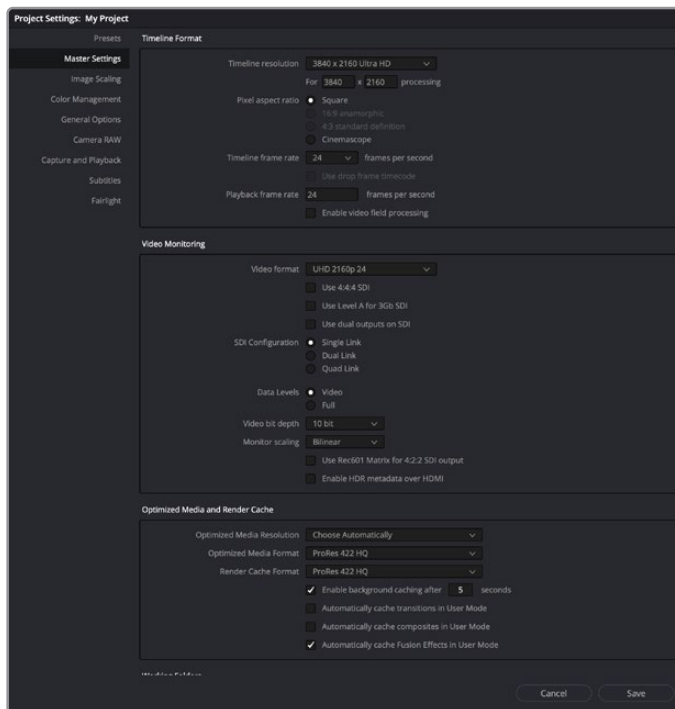 Project Settings: My Project
Presets
Master Settings
Image Scaling
Color Management
General Options
Camera RAW
Capture and Playback
Subtitles
Fairlight
Timeline Format
Timeline resolution 3840 x 2160 Ultra HD
For 3840 x 2160 processing
Pixel aspect ratio Square
16:9 anamorphic
4:3 standard definition
Cinemascope
Timeline frame rate 24 frames per second
Use drop frame timecode
Playback frame rate 24 frames per second
Enable video field processing
Video Monitoring
Video format UHD 2160p 24
Use 4:4:4 SDI
Use Level A for 3Gb SDI
Use dual outputs on SDI
SDI Configuration Single Link
Dual Link
Quad Link
Data Levels Video
Full
Video bit depth 10 bit
Monitor scaling Bilinear
Use Rec601 Matrix for 4:2:2 SDI output
Enable HDR metadata over HDMI
Optimized Media and Render Cache
Optimized Media Resolution Choose Automatically
Optimized Media Format ProRes 422 HQ
Render Cache Format ProRes 422 HQ
Enable background caching after 5 seconds
Automatically cache transitions in User Mode
Automatically cache composites in User Mode
Automatically cache Fusion Effects in User Mode
Working Folders
Cancel Save